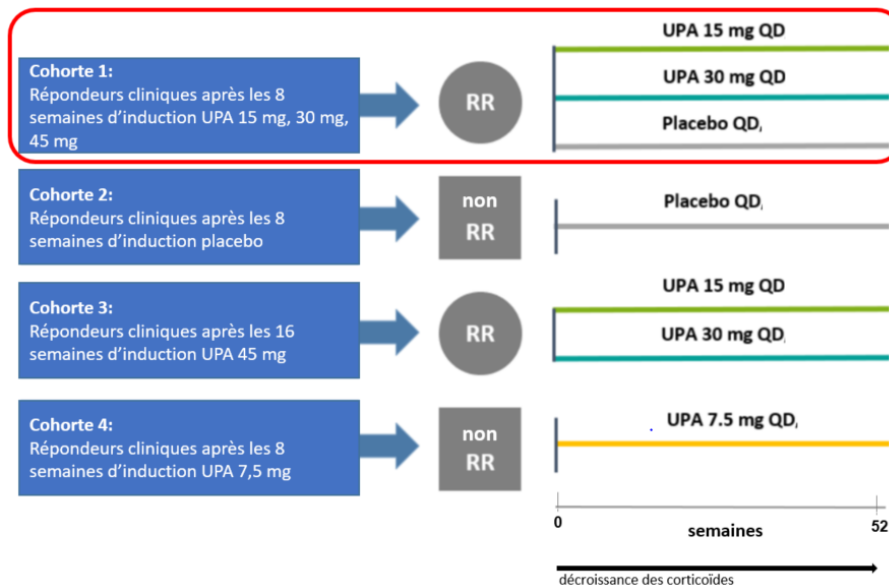 Cohorte 1:
Répondeurs cliniques après les 8
semaines d'induction UPA 15 mg, 30 mg,
45 mg
RR
UPA 15 mg QD
UPA 30 mg QD
Placebo QD,
Cohorte 2:
Répondeurs cliniques après les 8
semaines d'induction placebo
non
RR
Placebo QD,
Cohorte 3:
Répondeurs cliniques après les 16
semaines d'induction UPA 45 mg
RR
UPA 15 mg QD
UPA 30 mg QD,
Cohorte 4:
Répondeurs cliniques après les 8
semaines d'induction UPA 7,5 mg
non
RR
UPA 7.5 mg QD,
0
52
semaines
décroissance des corticoïdes